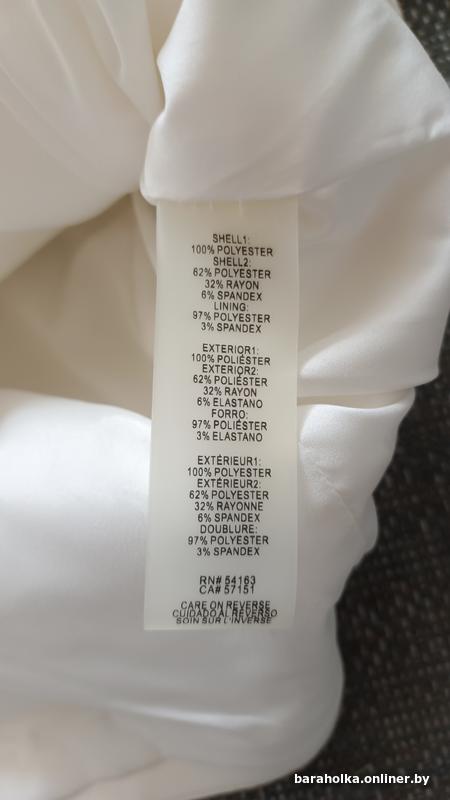 SHELL1:
100% POLYESTER
SHELL2:
62% POLYESTER
32% RAYON
6% SPANDEX
LINING:
97% POLYESTER
3% SPANDEX
EXTERIOR1:
100% POLIÉSTER
EXTERIOR2:
62% POLIÉSTER
32% RAYON
6% ELASTANO
FORRO:
97% POLIÉSTER
3% ELASTANO
EXTÉRIEUR1:
100% POLYESTER
EXTÉRIEUR2:
62% POLYESTER
32% RAYONNE
6% SPANDEX
DOUBLURE:
97% POLYESTER
3% SPANDEX
RN# 54163
CA# 57151
CARE ON REVERSE
CUIDADO AL REVERSO
SOIN SUR L'INVERSE
baraholka.onliner.by